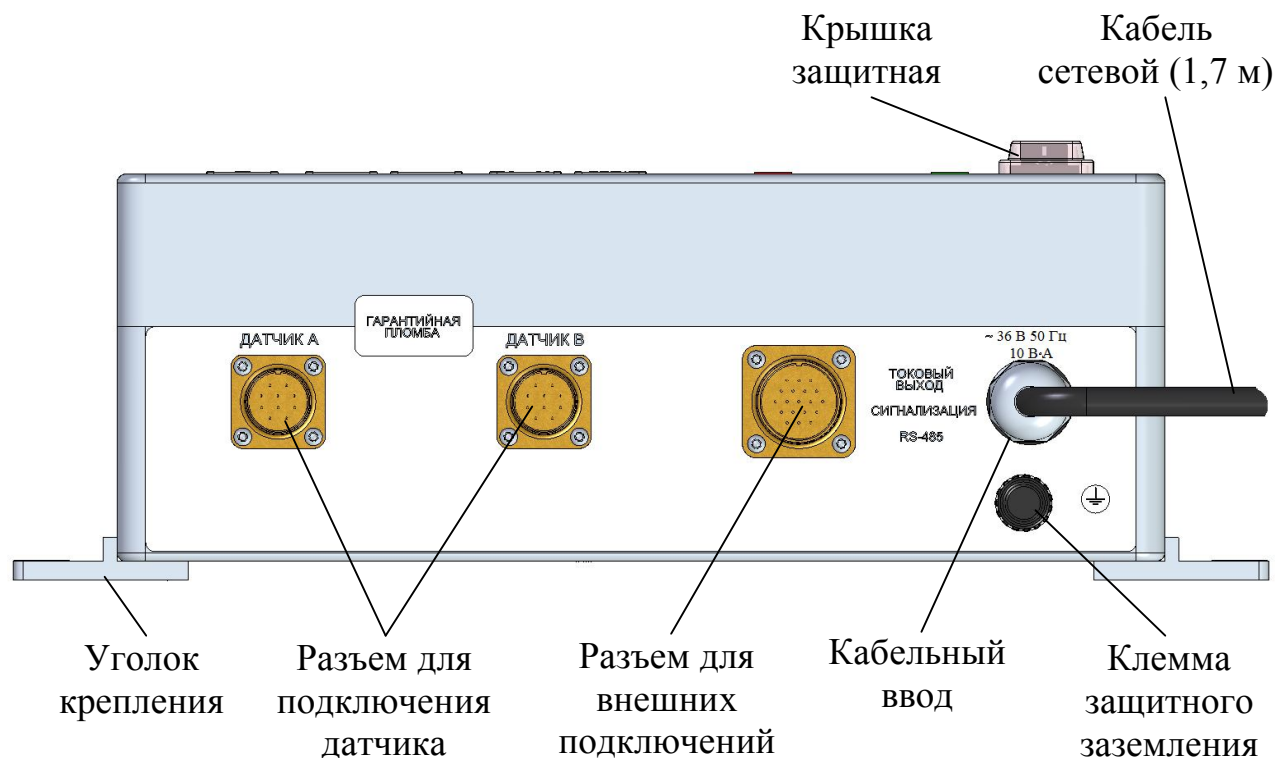 Крышка
защитная
Кабель
сетевой (1,7 м)
ГАРАНТИЙНАЯ
ПЛОМБА
ДАТЧИК А
ДАТЧИК В
~ 36 В 50 Гц
10 В·А
ТОКОВЫЙ
ВЫХОД
СИГНАЛИЗАЦИЯ
RS-485
Уголок
крепления
Разъем для
подключения
датчика
Разъем для
внешних
подключений
Кабельный
ввод
Клемма
защитного
заземления